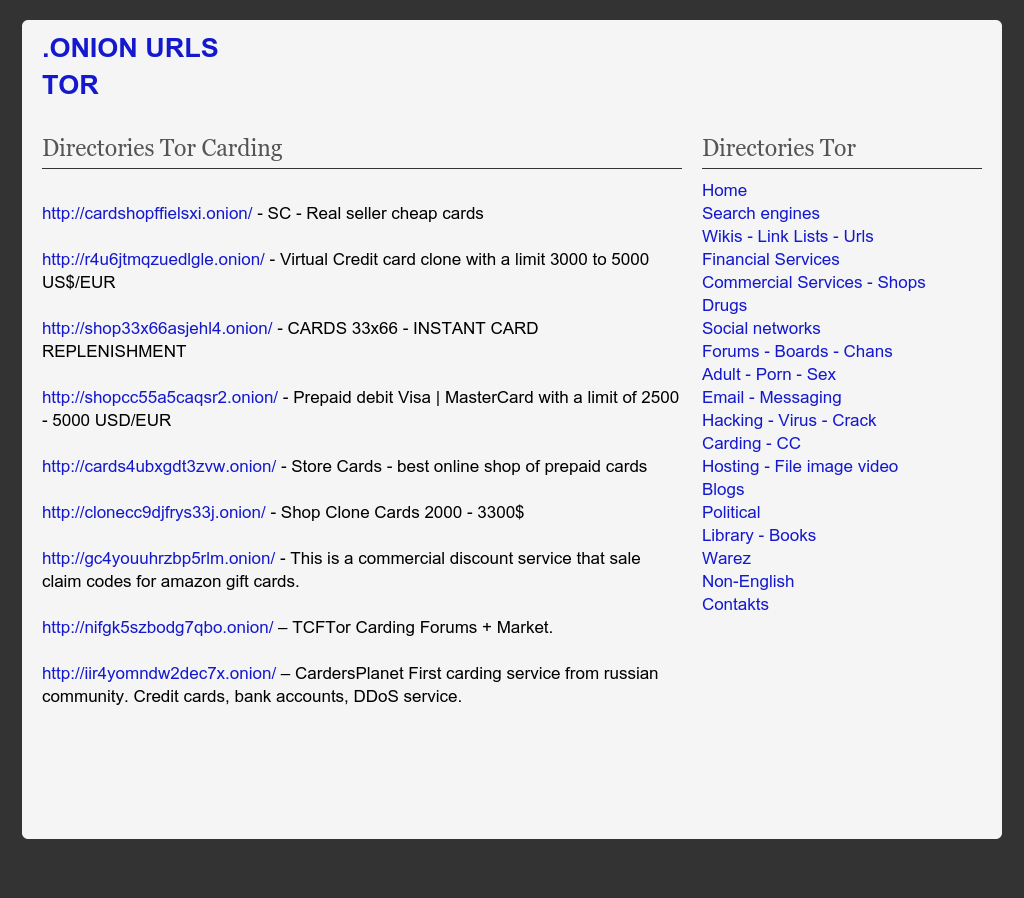 .ONION URLS
TOR
Directories Tor Carding
http://cardshopffielsxi.onion/ - SC - Real seller cheap cards
http://r4u6jtmqzuedlgle.onion/ - Virtual Credit card clone with a limit 3000 to 5000
US$/EUR
http://shop33x66asjehl4.onion/ - CARDS 33x66 - INSTANT CARD
REPLENISHMENT
http://shopcc55a5caqsr2.onion/ - Prepaid debit Visa | MasterCard with a limit of 2500
- 5000 USD/EUR
http://cards4ubxgdt3zvw.onion/ - Store Cards - best online shop of prepaid cards
http://clonecc9djfrys33j.onion/ - Shop Clone Cards 2000 - 3300$
http://gc4youuhrzbp5rlm.onion/ - This is a commercial discount service that sale
claim codes for amazon gift cards.
http://nifgk5szbodg7qbo.onion/ – TCFTor Carding Forums + Market.
http://iir4yomndw2dec7x.onion/ – CardersPlanet First carding service from russian
community. Credit cards, bank accounts, DDoS service.
Directories Tor
Home
Search engines
Wikis - Link Lists - Urls
Financial Services
Commercial Services - Shops
Drugs
Social networks
Forums - Boards - Chans
Adult - Porn - Sex
Email - Messaging
Hacking - Virus - Crack
Carding - CC
Hosting - File image video
Blogs
Political
Library - Books
Warez
Non-English
Contakts